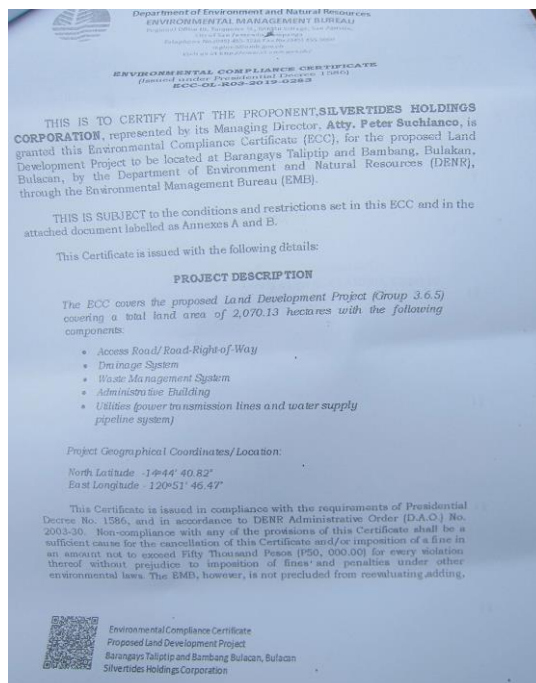 Department of Environment and Natural Resources
ENVIRONMENTAL MANAGEMENT BUREAU
ENVIRONMENTAL COMPLIANCE CERTIFICATE
(Issued under Presidential Decree 1586)
ECC-OL-R03-2019-0283
THIS IS TO CERTIFY THAT THE PROPONENT,SILVERTIDES HOLDINGS
CORPORATION, represented by its Managing Director, Atty. Peter Suchianco, is
granted this Environmental Compliance Certificate (ECC), for the proposed Land
Development Project to be located at Barangays Taliptip and Bambang, Bulakan,
Bulacan, by the Department of Environment and Natural Resources (DENR),
through the Environmental Management Bureau (EMB).
THIS IS SUBJECT to the conditions and restrictions set in this ECC and in the
attached document labelled as Annexes A and B.
This Certificate is issued with the following details:
PROJECT DESCRIPTION
The ECC covers the proposed Land Development Project (Group 3.6.5)
covering a total land area of 2,070.13 hectares with the following
components:
• Access Road/Road-Right-of-Way
• Drainage System
• Waste Management System
• Administrative Building
• Utilities (power transmission lines and water supply
pipeline system)
Project Geographical Coordinates/Location:
North Latitude -14º44' 40.82"
East Longitude - 120º51' 46.47"
This Certificate is issued in compliance with the requirements of Presidential
Decree No. 1586, and in accordance to DENR Administrative Order (D.A.O.) No.
2003-30. Non-compliance with any of the provisions of this Certificate shall be a
sufficient cause for the cancellation of this Certificate and/or imposition of a fine in
an amount not to exceed Fifty Thousand Pesos (P50, 000.00) for every violation
thereof without prejudice to imposition of fines and penalties under other
environmental laws. The EMB, however, is not precluded from reevaluating,adding,
Environmental Compliance Certificate
Proposed Land Development Project
Barangays Taliptip and Bambang Bulacan, Bulacan
Silvertides Holdings Corporation